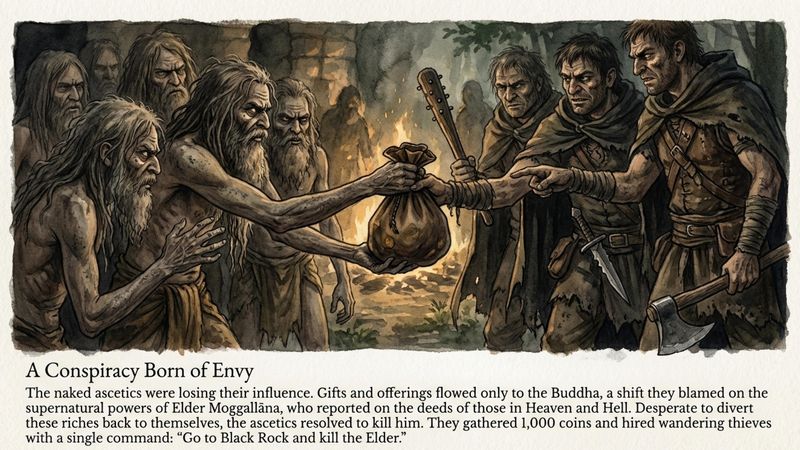 A Conspiracy Born of Envy
The naked ascetics were losing their influence. Gifts and offerings flowed only to the Buddha, a shift they blamed on the
supernatural powers of Elder Moggallāna, who reported on the deeds of those in Heaven and Hell. Desperate to divert
these riches back to themselves, the ascetics resolved to kill him. They gathered 1,000 coins and hired wandering thieves
with a single command: “Go to Black Rock and kill the Elder.”